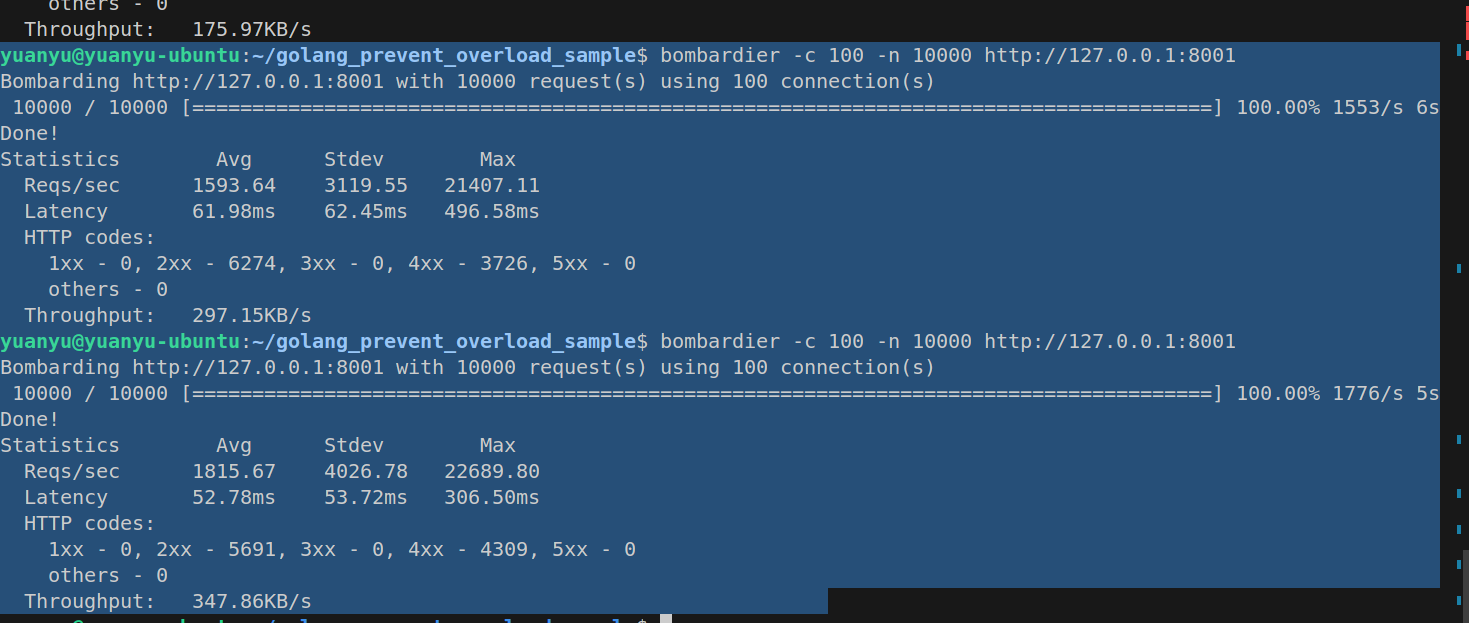 others - 0
  Throughput:   175.97KB/s
yuanyu@yuanyu-ubuntu:~/golang_prevent_overload_sample$ bombardier -c 100 -n 10000 http://127.0.0.1:8001
Bombarding http://127.0.0.1:8001 with 10000 request(s) using 100 connection(s)
 10000 / 10000 [=====================================================================================] 100.00% 1553/s 6s
Done!
Statistics        Avg      Stdev        Max
  Reqs/sec      1593.64    3119.55   21407.11
  Latency       61.98ms    62.45ms   496.58ms
  HTTP codes:
    1xx - 0, 2xx - 6274, 3xx - 0, 4xx - 3726, 5xx - 0
    others - 0
  Throughput:   297.15KB/s
yuanyu@yuanyu-ubuntu:~/golang_prevent_overload_sample$ bombardier -c 100 -n 10000 http://127.0.0.1:8001
Bombarding http://127.0.0.1:8001 with 10000 request(s) using 100 connection(s)
 10000 / 10000 [=====================================================================================] 100.00% 1776/s 5s
Done!
Statistics        Avg      Stdev        Max
  Reqs/sec      1815.67    4026.78   22689.80
  Latency       52.78ms    53.72ms   306.50ms
  HTTP codes:
    1xx - 0, 2xx - 5691, 3xx - 0, 4xx - 4309, 5xx - 0
    others - 0
  Throughput:   347.86KB/s